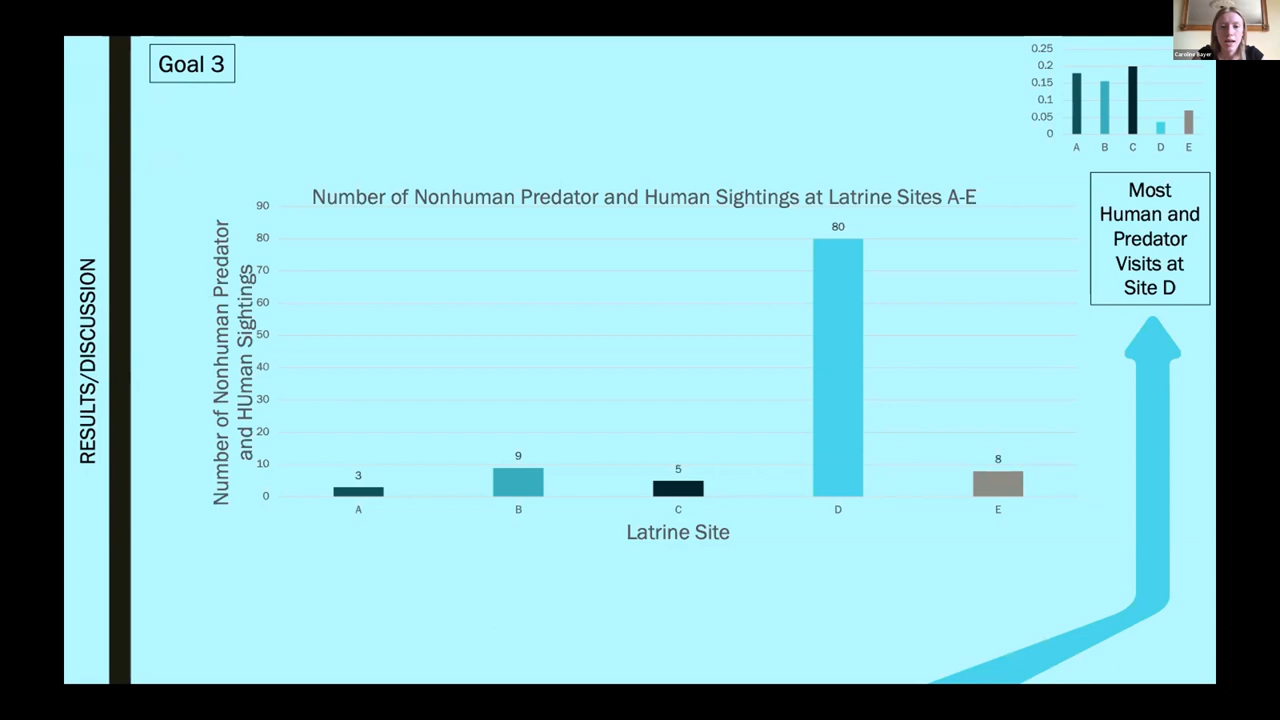 Goal 3
RESULTS/DISCUSSION
Number of Nonhuman Predator and Human Sightings at Latrine Sites A-E
Number of Nonhuman Predator
and HUman Sightings
90
80
70
60
50
40
30
20
10
0
3
9
5
80
8
A
B
C
D
E
Latrine Site
0.25
0.2
0.15
0.1
0.05
0
A
B
C
D
E
Most
Human and
Predator
Visits at
Site D